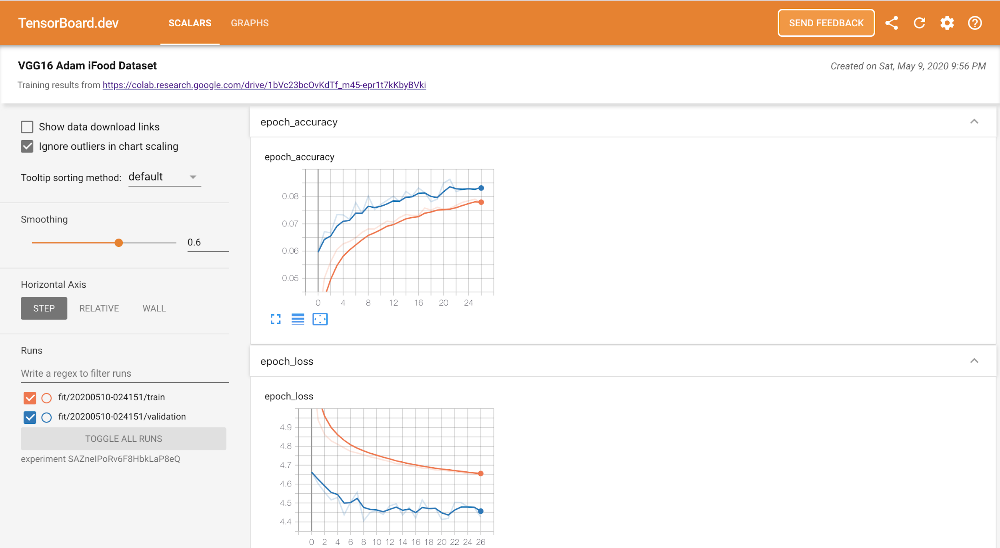 TensorBoard.dev SCALARS GRAPHS SEND FEEDBACK
VGG16 Adam iFood Dataset
Created on Sat, May 9, 2020 9:56 PM
Training results from https://colab.research.google.com/drive/1bVc23bcOvKdTf_m45-epr1t7kKbyBVki
Show data download links
Ignore outliers in chart scaling
Tooltip sorting method: default
Smoothing
0.6
Horizontal Axis
STEP RELATIVE WALL
Runs
Write a regex to filter runs
fit/20200510-024151/train
fit/20200510-024151/validation
TOGGLE ALL RUNS
experiment SAZneIPoRv6F8HbkLaP8eQ
epoch_accuracy
epoch_accuracy
0.08
0.07
0.06
0.05
0 4 8 12 16 20 24
epoch_loss
epoch_loss
4.9
4.8
4.7
4.6
4.5
4.4
0 2 4 6 8 10 12 14 16 18 20 22 24 26